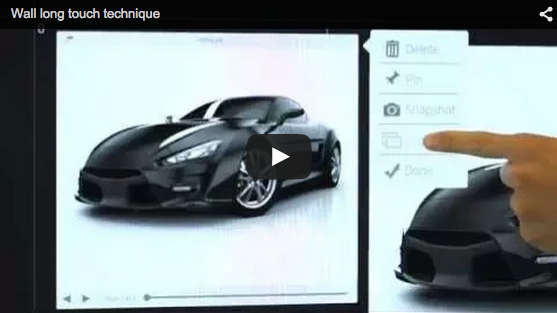 Wall long touch technique
Delete
Pin
Snapshot
Done